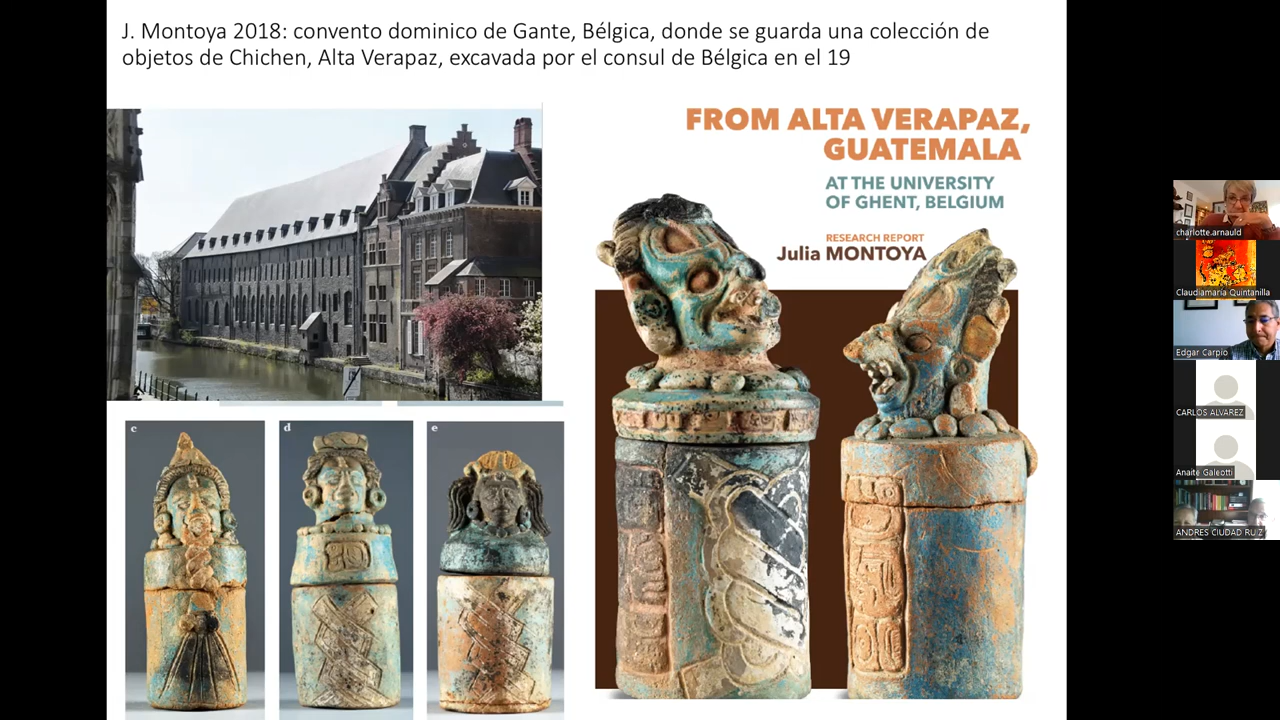 J. Montoya 2018: convento dominico de Gante, Bélgica, donde se guarda una colección de
objetos de Chichen, Alta Verapaz, excavada por el consul de Bélgica en el 19
FROM ALTA VERAPAZ,
GUATEMALA
AT THE UNIVERSITY
OF GHENT, BELGIUM
RESEARCH REPORT
Julia MONTOYA
c
d
e
charlotte.arnauld
Claudiamaría Quintanilla
Edgar Carpio
CARLOS ALVAREZ
Anaité Galeotti
ANDRES CIUDAD RUIZ